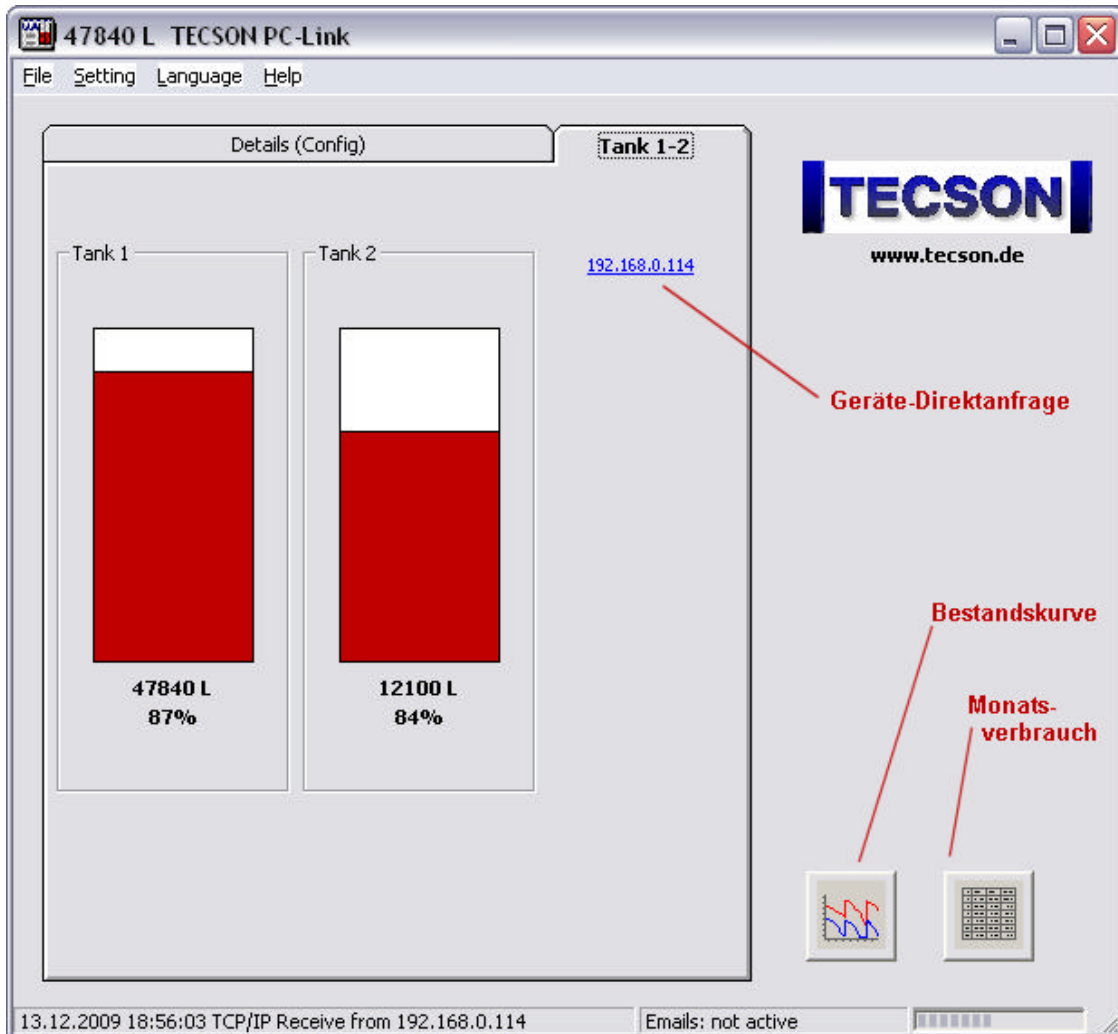 47840 L TECSON PC-Link
File Setting Language Help
Details (Config)
Tank 1-2
TECSON
www.tecson.de
Tank 1
Tank 2
192.168.0.114
Geräte-Direktanfrage
Bestandskurve
Monats-
verbrauch
47840 L
87%
12100 L
84%
13.12.2009 18:56:03 TCP/IP Receive from 192.168.0.114
Emails: not active